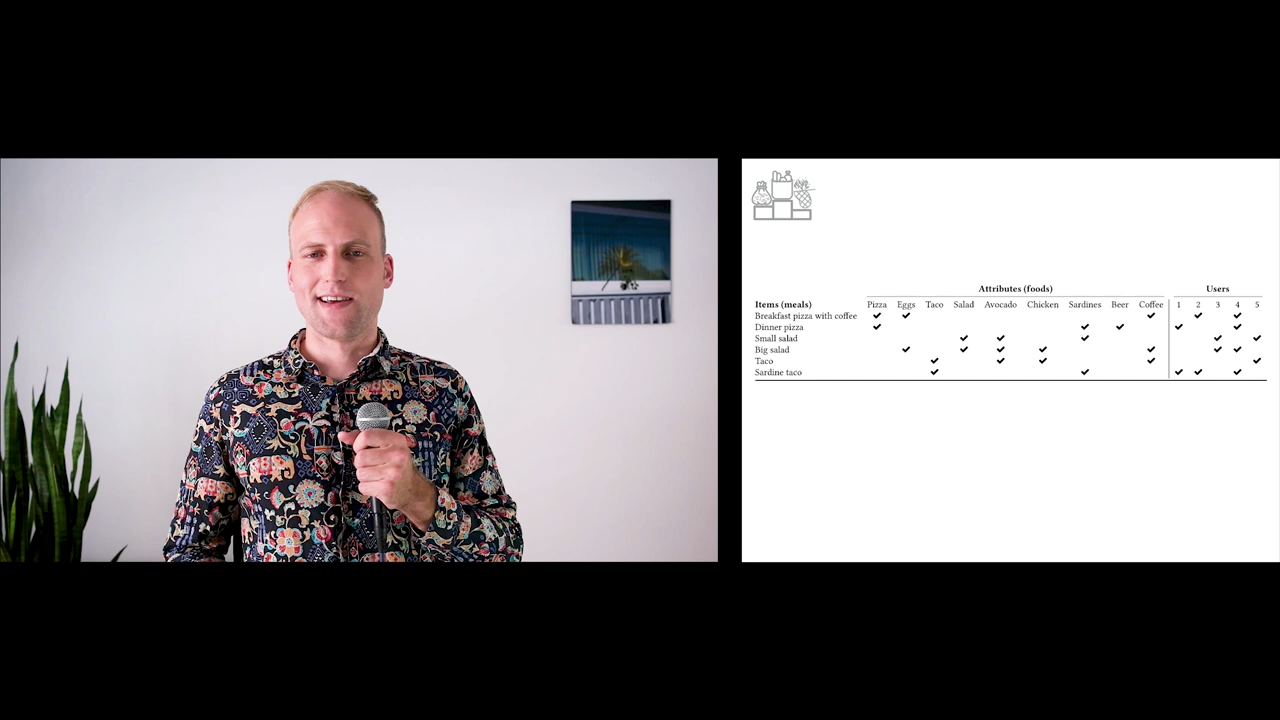 Attributes (foods) Users
Items (meals) Pizza Eggs Taco Salad Avocado Chicken Sardines Beer Coffee 1 2 3 4 5
Breakfast pizza with coffee ✔ ✔ ✔ ✔ ✔
Dinner pizza ✔ ✔ ✔ ✔ ✔
Small salad ✔ ✔ ✔ ✔ ✔
Big salad ✔ ✔ ✔ ✔ ✔ ✔ ✔
Taco ✔ ✔ ✔ ✔ ✔
Sardine taco ✔ ✔ ✔ ✔ ✔